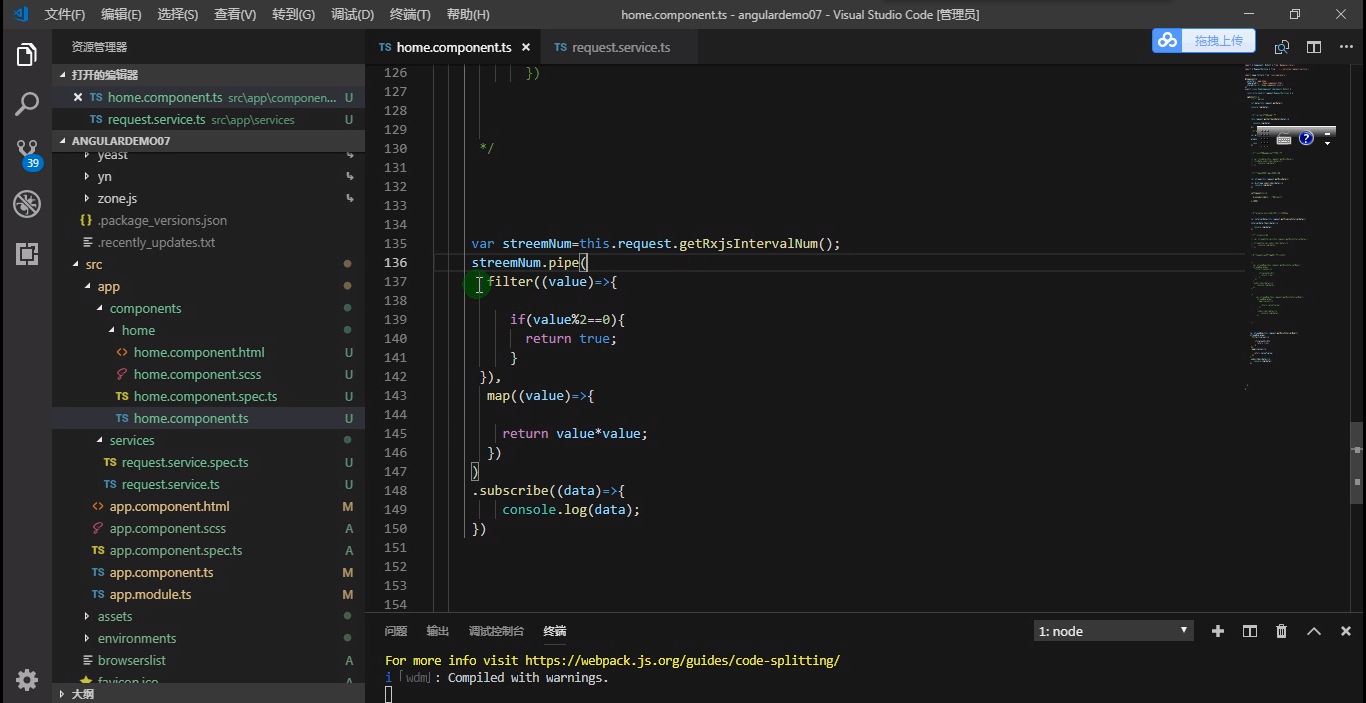 文件(F) 编辑(E) 选择(S) 查看(V) 转到(G) 调试(D) 终端(T) 帮助(H) home.component.ts - angulardemo07 - Visual Studio Code [管理员]
资源管理器
打开的编辑器
TS home.component.ts src\app\componen... U
TS request.service.ts src\app\services U
ANGULARDEMO07
yeast
yn
zone.js
{} .package_versions.json
.recently_updates.txt
src
app
components
home
<> home.component.html U
home.component.scss U
TS home.component.spec.ts U
TS home.component.ts U
services
TS request.service.spec.ts U
TS request.service.ts U
<> app.component.html M
app.component.scss A
TS app.component.spec.ts A
TS app.component.ts M
TS app.module.ts M
assets
environments
browserslist A
favicon.ico A
大纲
39
TS home.component.ts TS request.service.ts
拖拽上传
126 })
127
128
129
130 */
131
132
133
134
135 var streemNum=this.request.getRxjsIntervalNum();
136 streemNum.pipe(
137 filter((value)=>{
138
139 if(value%2==0){
140 return true;
141 }
142 }),
143 map((value)=>{
144
145 return value*value;
146 })
147 )
148 .subscribe((data)=>{
149 console.log(data);
150 })
151
152
153
154
问题 输出 调试控制台 终端 1: node
For more info visit https://webpack.js.org/guides/code-splitting/
i 「wdm」: Compiled with warnings.